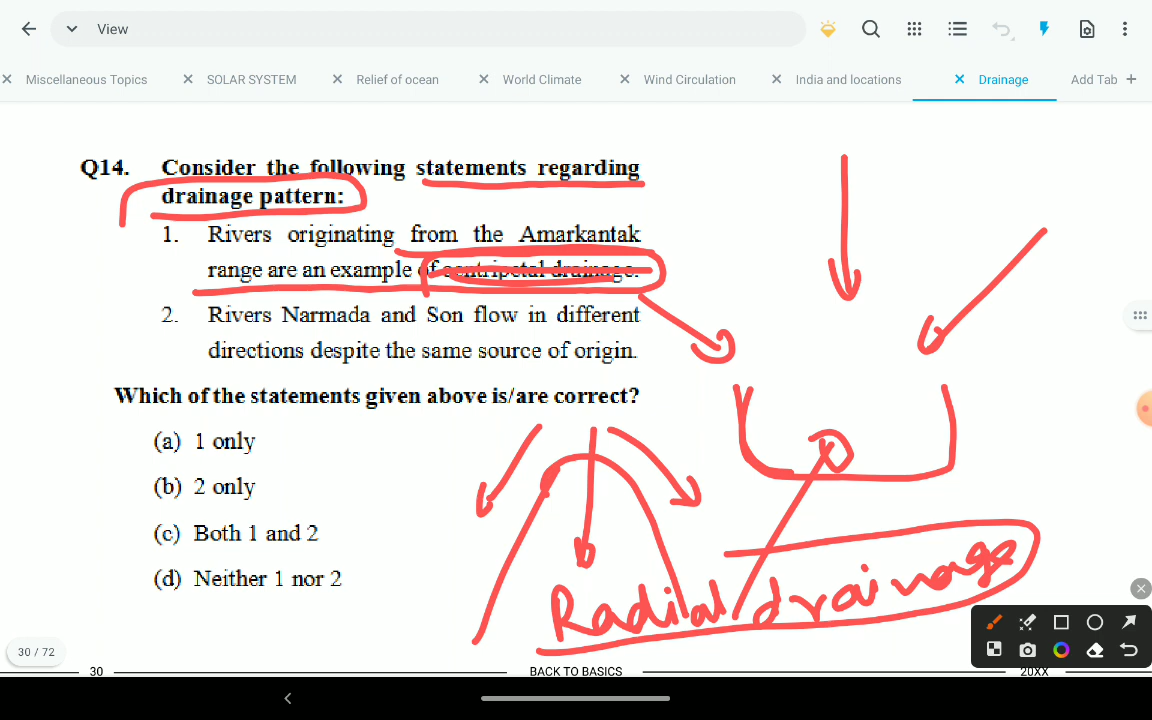 View
Miscellaneous Topics SOLAR SYSTEM Relief of ocean World Climate Wind Circulation India and locations Drainage Add Tab
Q14. Consider the following statements regarding
drainage pattern:
1. Rivers originating from the Amarkantak
range are an example of centripetal drainage.
2. Rivers Narmada and Son flow in different
directions despite the same source of origin.
Which of the statements given above is/are correct?
(a) 1 only
(b) 2 only
(c) Both 1 and 2
(d) Neither 1 nor 2
Radial drainage
30 / 72
30 BACK TO BASICS 20XX